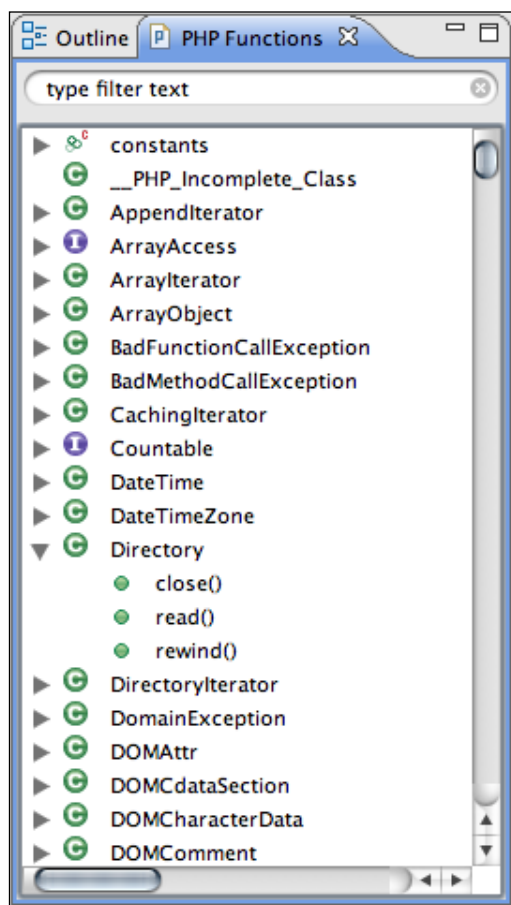 Outline PHP Functions
type filter text
constants
__PHP_Incomplete_Class
AppendIterator
ArrayAccess
ArrayIterator
ArrayObject
BadFunctionCallException
BadMethodCallException
CachingIterator
Countable
DateTime
DateTimeZone
Directory
close()
read()
rewind()
DirectoryIterator
DomainException
DOMAttr
DOMCdataSection
DOMCharacterData
DOMComment